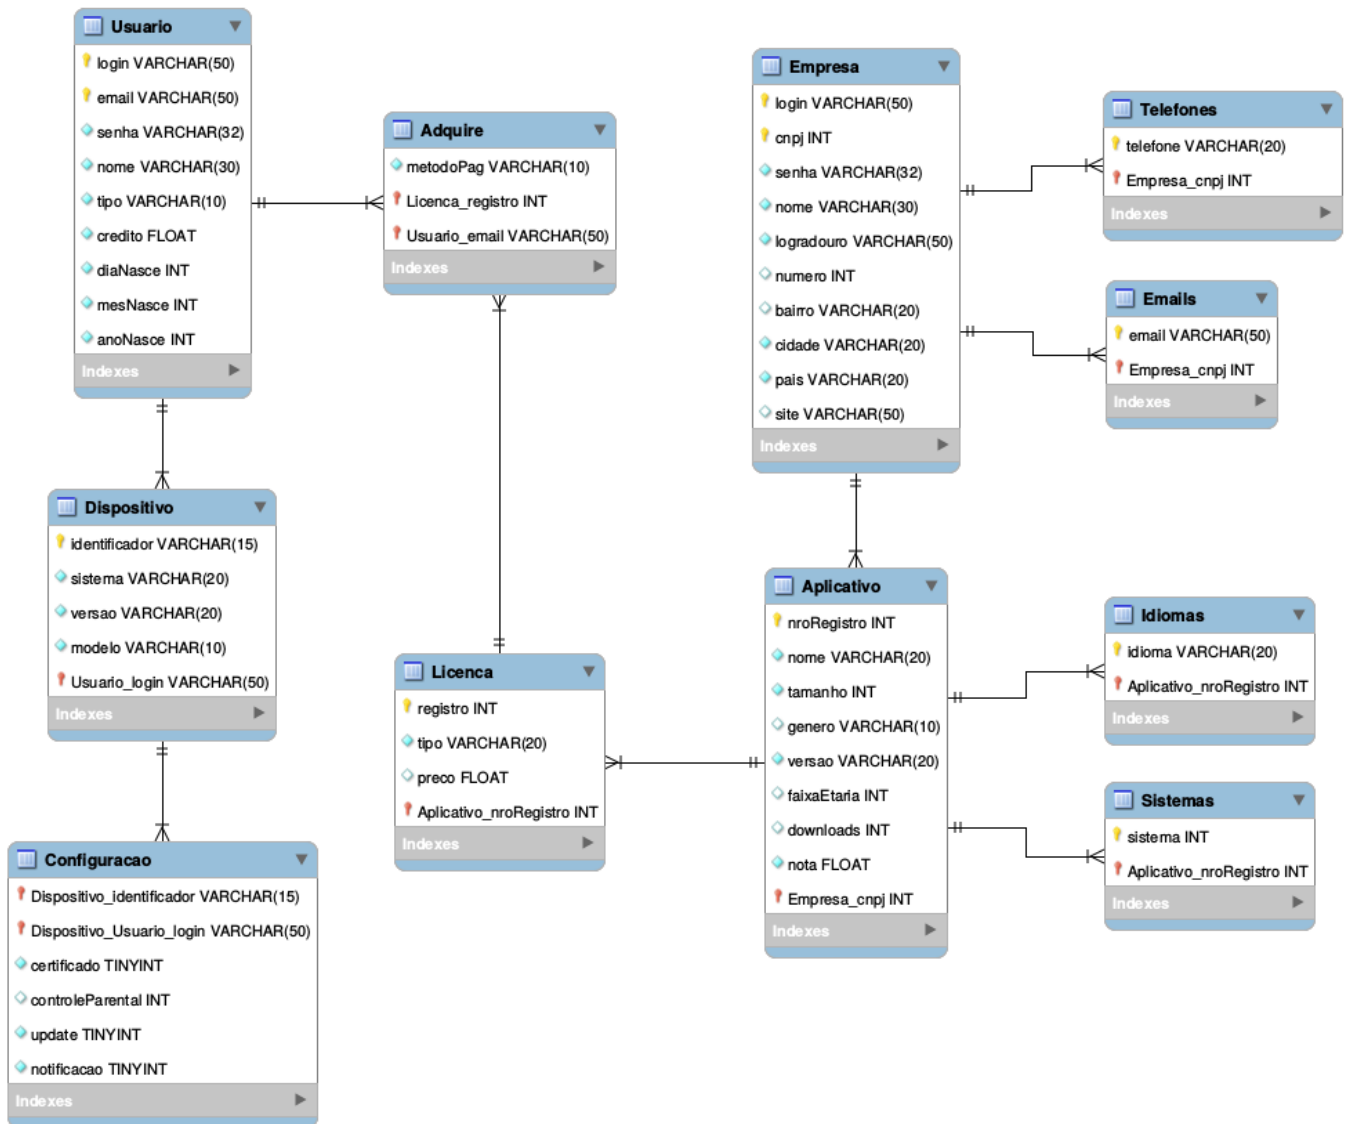 Usuario
login VARCHAR(50)
email VARCHAR(50)
senha VARCHAR(32)
nome VARCHAR(30)
tipo VARCHAR(10)
credito FLOAT
diaNasce INT
mesNasce INT
anoNasce INT
Indexes
Adquire
metodoPag VARCHAR(10)
Licenca_registro INT
Usuario_email VARCHAR(50)
Indexes
Empresa
login VARCHAR(50)
cnpj INT
senha VARCHAR(32)
nome VARCHAR(30)
logradouro VARCHAR(50)
numero INT
bairro VARCHAR(20)
cidade VARCHAR(20)
pais VARCHAR(20)
site VARCHAR(50)
Indexes
Telefones
telefone VARCHAR(20)
Empresa_cnpj INT
Indexes
Emails
email VARCHAR(50)
Empresa_cnpj INT
Indexes
Dispositivo
identificador VARCHAR(15)
sistema VARCHAR(20)
versao VARCHAR(20)
modelo VARCHAR(10)
Usuario_login VARCHAR(50)
Indexes
Licenca
registro INT
tipo VARCHAR(20)
preco FLOAT
Aplicativo_nroRegistro INT
Indexes
Aplicativo
nroRegistro INT
nome VARCHAR(20)
tamanho INT
genero VARCHAR(10)
versao VARCHAR(20)
faixaEtaria INT
downloads INT
nota FLOAT
Empresa_cnpj INT
Indexes
Idiomas
idioma VARCHAR(20)
Aplicativo_nroRegistro INT
Indexes
Sistemas
sistema INT
Aplicativo_nroRegistro INT
Indexes
Configuracao
Dispositivo_identificador VARCHAR(15)
Dispositivo_Usuario_login VARCHAR(50)
certificado TINYINT
controleParental INT
update TINYINT
notificacao TINYINT
Indexes